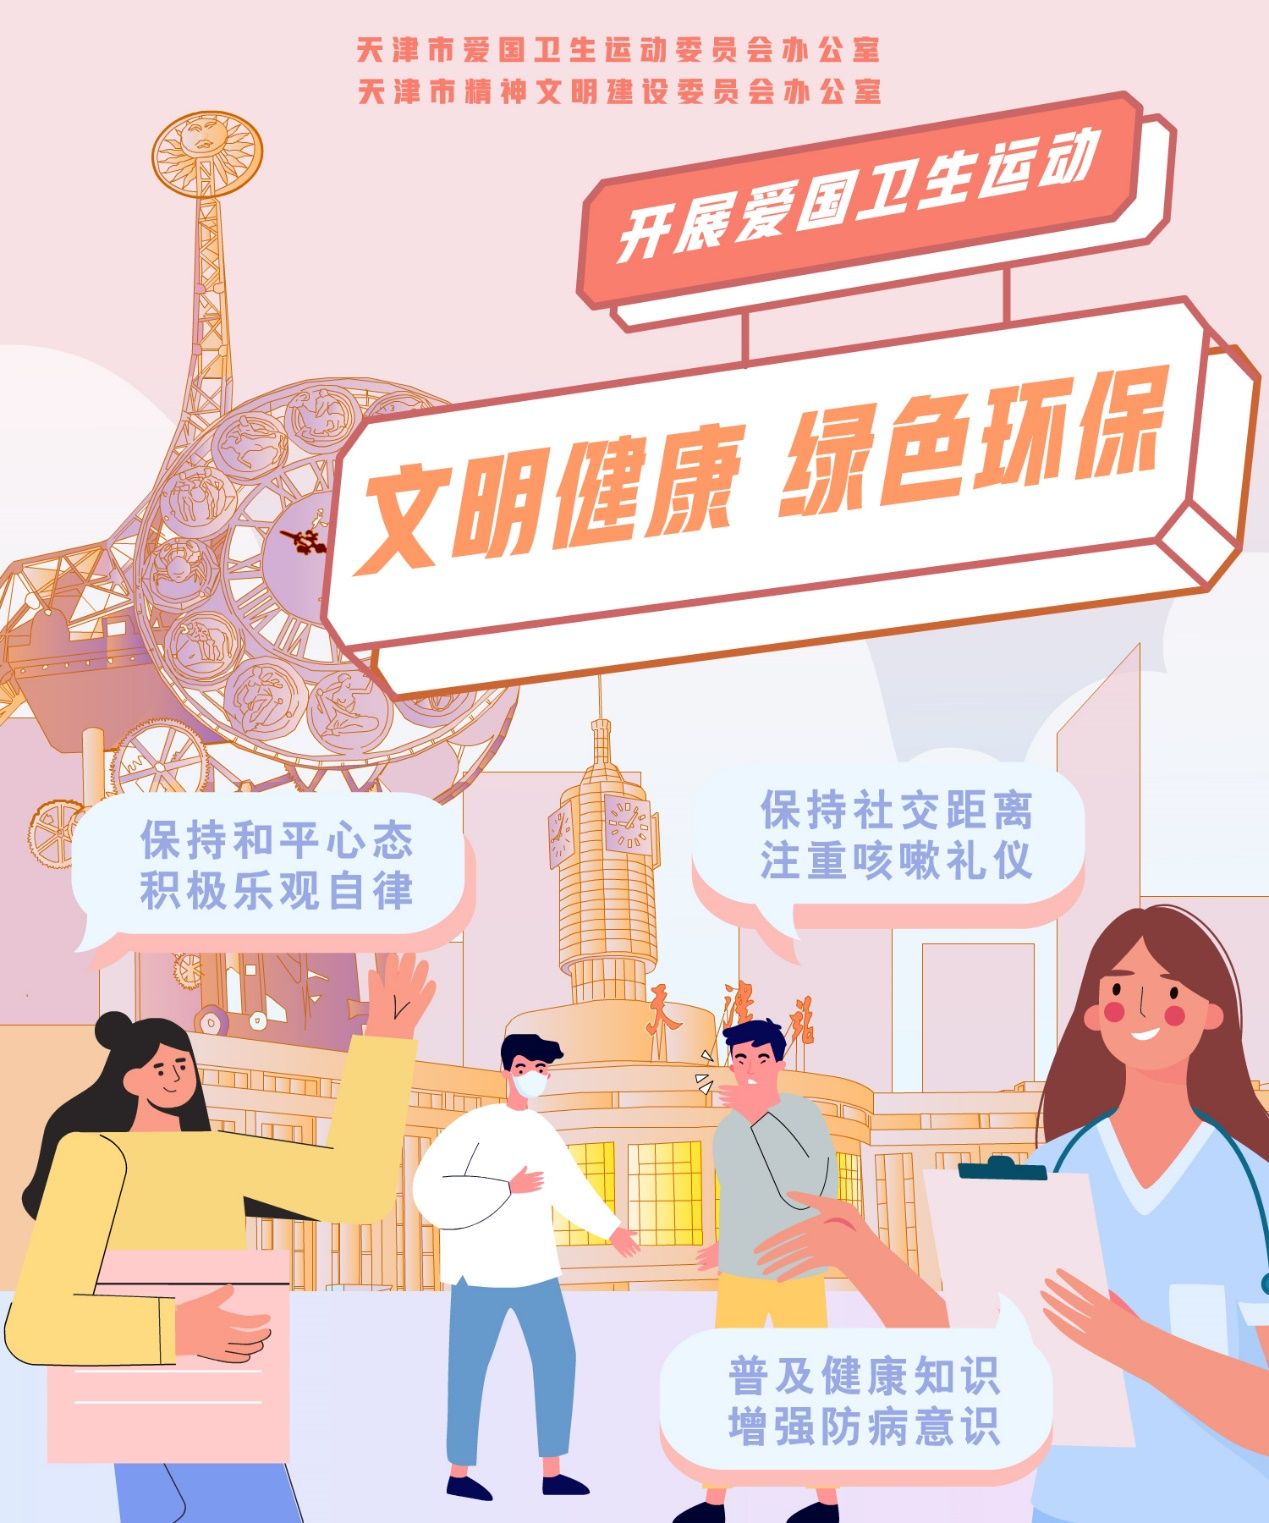 天津市爱国卫生运动委员会办公室
天津市精神文明建设委员会办公室
开展爱国卫生运动
文明健康 绿色环保
保持和平心态
积极乐观自律
保持社交距离
注重咳嗽礼仪
天津站
普及健康知识
增强防病意识